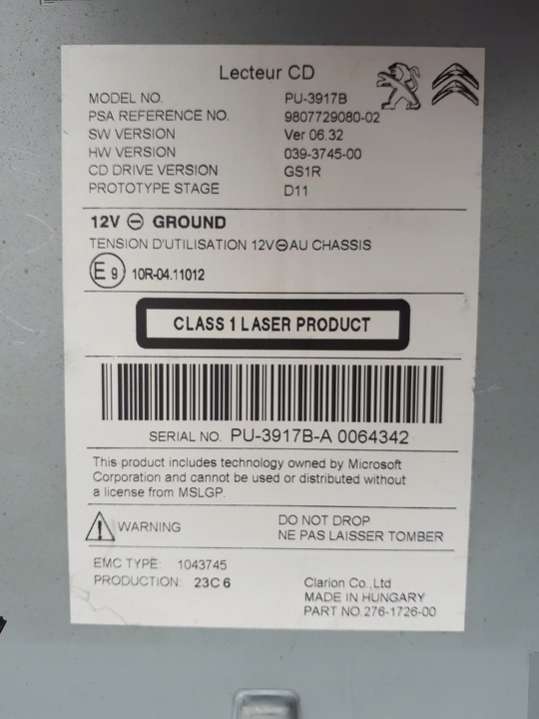 Lecteur CD
MODEL NO. PU-3917B
PSA REFERENCE NO. 9807729080-02
SW VERSION Ver 06.32
HW VERSION 039-3745-00
CD DRIVE VERSION GS1R
PROTOTYPE STAGE D11
12V ⊖ GROUND
TENSION D'UTILISATION 12V⊖AU CHASSIS
E9 10R-04.11012
CLASS 1 LASER PRODUCT
SERIAL NO. PU-3917B-A 0064342
This product includes technology owned by Microsoft
Corporation and cannot be used or distributed without
a license from MSLGP.
WARNING DO NOT DROP
NE PAS LAISSER TOMBER
EMC TYPE: 1043745
PRODUCTION: 23C6
Clarion Co.,Ltd
MADE IN HUNGARY
PART NO.276-1726-00